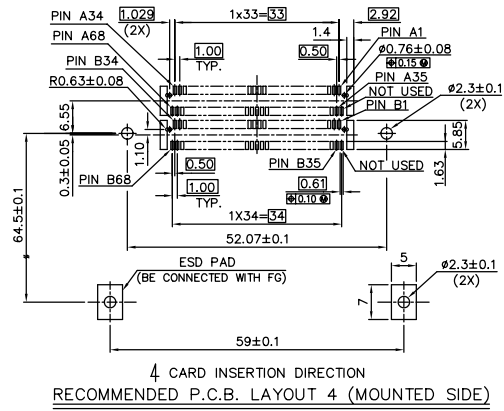 PIN A34
1.029
(2X)
1x33=33
2.92
1.4
PIN A1
PIN A68
1.00
TYP.
0.50
ø0.76±0.08
⌖0.15Ⓜ
PIN B34
PIN A35
R0.63±0.08
NOT USED
PIN B1
ø2.3±0.1
(2X)
6.55
5.85
0.3±0.05
1.10
1.63
PIN B68
0.50
PIN B35
NOT USED
1.00
TYP.
0.61
⌖0.10Ⓜ
1X34=34
64.5±0.1
52.07±0.1
ESD PAD
(BE CONNECTED WITH FG)
5
7
ø2.3±0.1
(2X)
59±0.1
CARD INSERTION DIRECTION
RECOMMENDED P.C.B. LAYOUT 4 (MOUNTED SIDE)